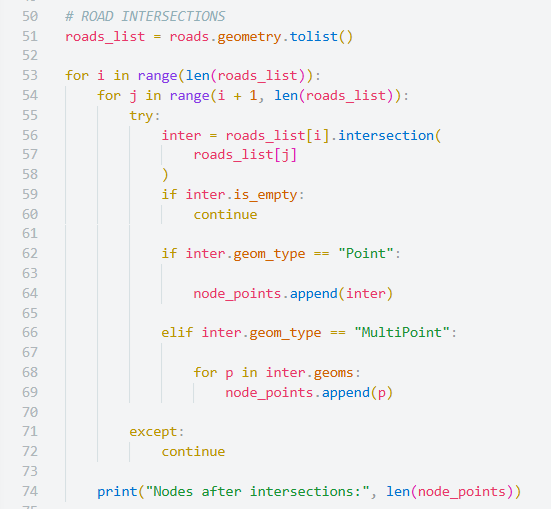 50 # ROAD INTERSECTIONS
51 roads_list = roads.geometry.tolist()
52
53 for i in range(len(roads_list)):
54     for j in range(i + 1, len(roads_list)):
55         try:
56             inter = roads_list[i].intersection(
57                 roads_list[j]
58             )
59             if inter.is_empty:
60                 continue
61
62             if inter.geom_type == "Point":
63
64                 node_points.append(inter)
65
66             elif inter.geom_type == "MultiPoint":
67
68                 for p in inter.geoms:
69                     node_points.append(p)
70
71         except:
72             continue
73
74     print("Nodes after intersections:", len(node_points))